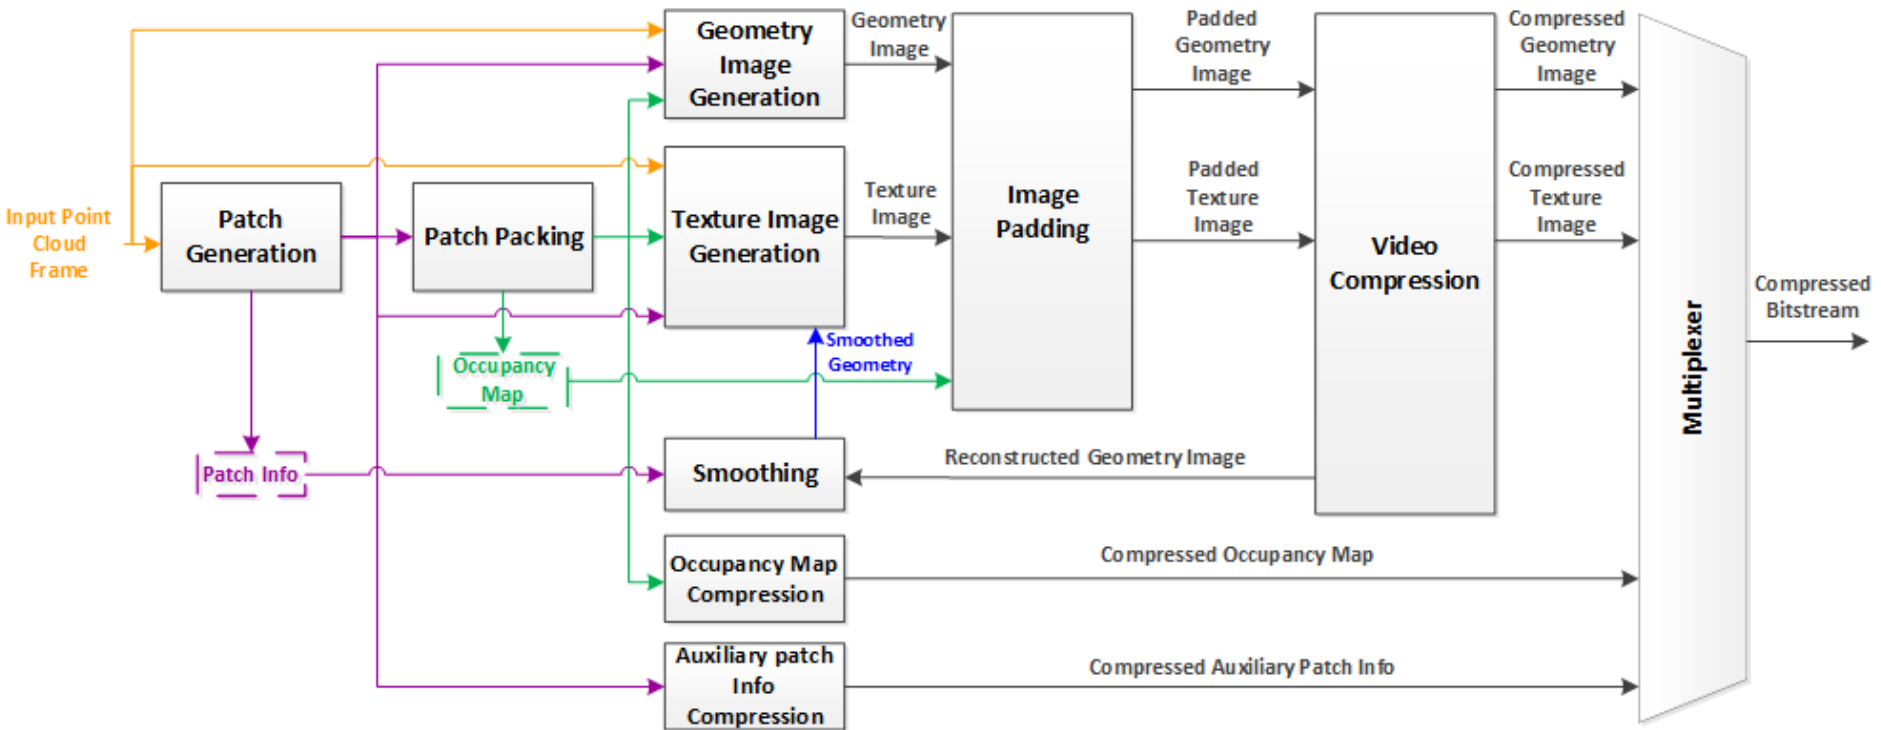 Input Point
Cloud
Frame
Patch
Generation
Patch Packing
Occupancy
Map
Patch Info
Geometry
Image
Generation
Texture Image
Generation
Smoothed
Geometry
Smoothing
Occupancy Map
Compression
Auxiliary patch
Info
Compression
Geometry
Image
Texture
Image
Image
Padding
Padded
Geometry
Image
Padded
Texture
Image
Video
Compression
Reconstructed Geometry Image
Compressed Occupancy Map
Compressed Auxiliary Patch Info
Compressed
Geometry
Image
Compressed
Texture
Image
Multiplexer
Compressed
Bitstream